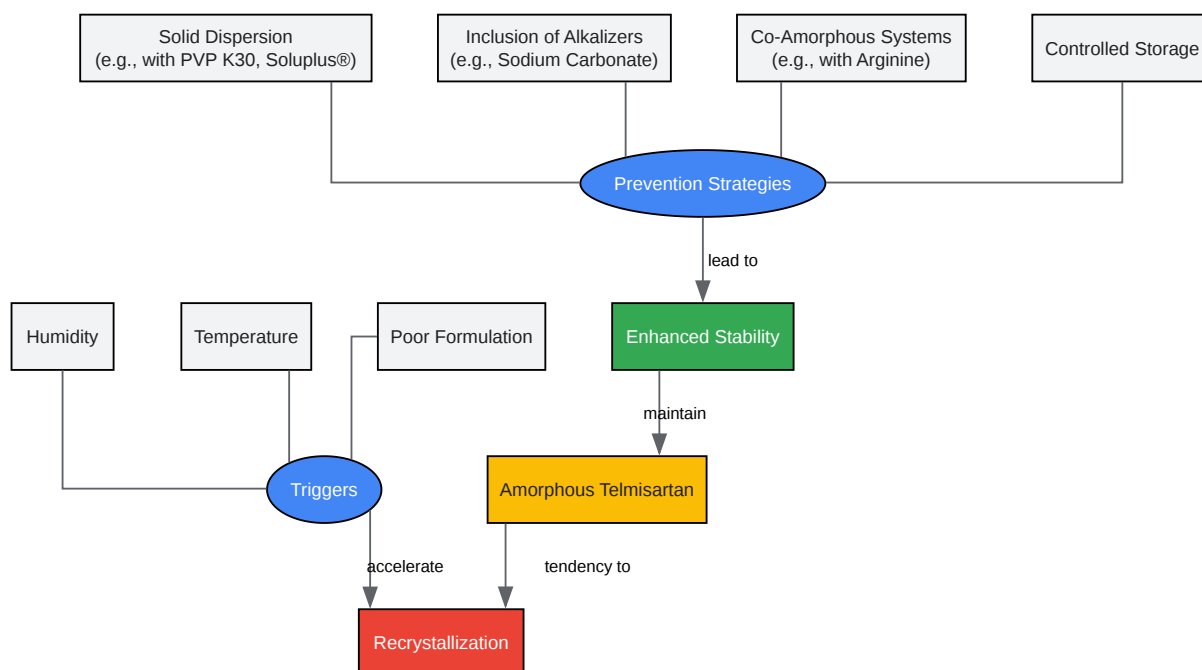 Solid Dispersion
(e.g., with PVP K30, Soluplus®)
Inclusion of Alkalizers
(e.g., Sodium Carbonate)
Co-Amorphous Systems
(e.g., with Arginine)
Controlled Storage
Prevention Strategies
lead to
Humidity
Temperature
Poor Formulation
Enhanced Stability
maintain
Triggers
Amorphous Telmisartan
accelerate
tendency to
Recrystallization